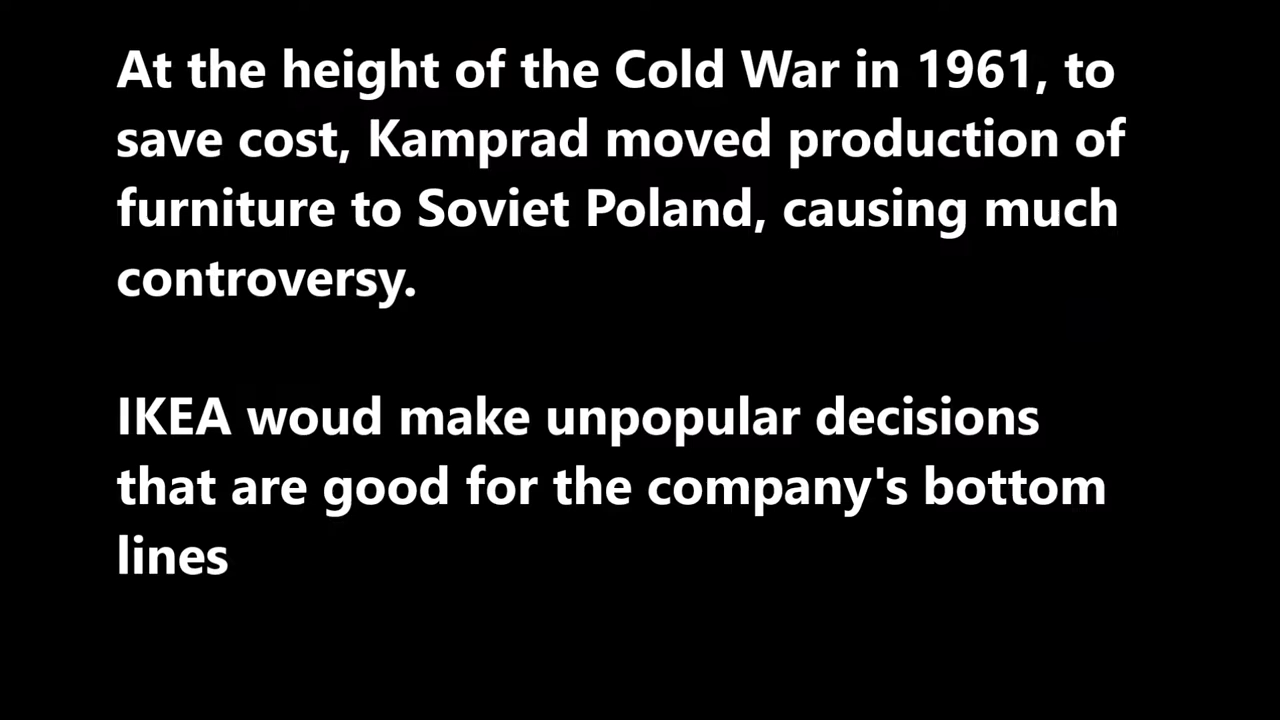 At the height of the Cold War in 1961, to
save cost, Kamprad moved production of
furniture to Soviet Poland, causing much
controversy.
IKEA woud make unpopular decisions
that are good for the company's bottom
lines